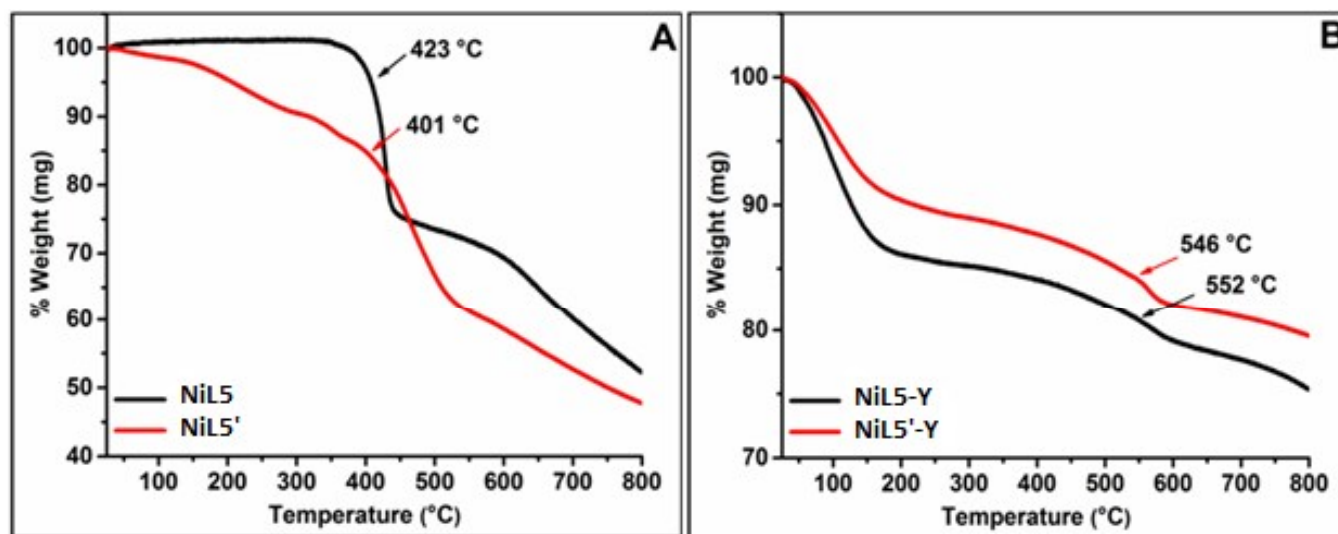 A
% Weight (mg)
100
90
80
70
60
50
40
423 °C
401 °C
NiL5
NiL5'
100 200 300 400 500 600 700 800
Temperature (°C)
B
% Weight (mg)
100
90
80
70
546 °C
552 °C
NiL5-Y
NiL5'-Y
100 200 300 400 500 600 700 800
Temperature (°C)